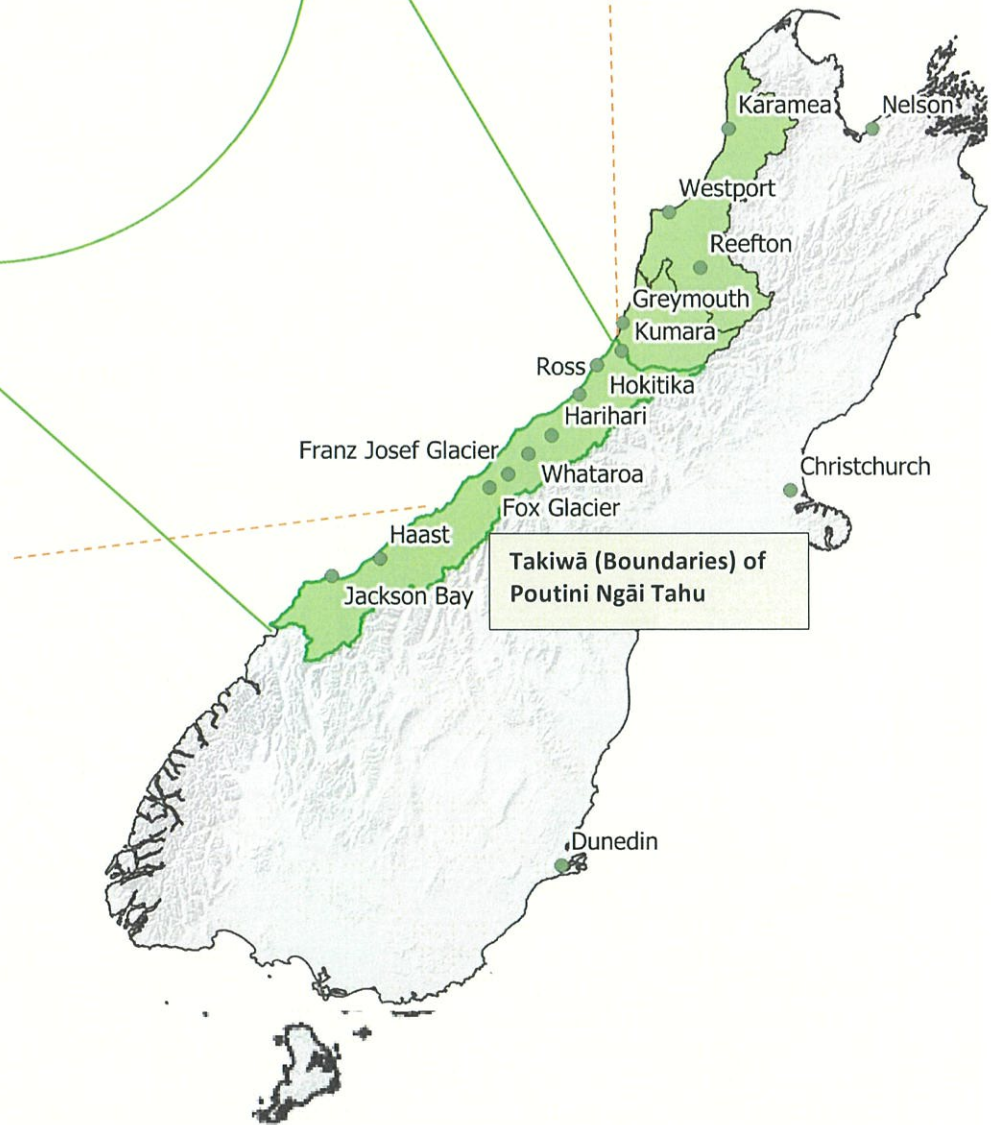 Karamea
Nelson
Westport
Reefton
Greymouth
Kumara
Ross
Hokitika
Harihari
Franz Josef Glacier
Whataroa
Christchurch
Fox Glacier
Haast
Takiwā (Boundaries) of
Poutini Ngāi Tahu
Jackson Bay
Dunedin